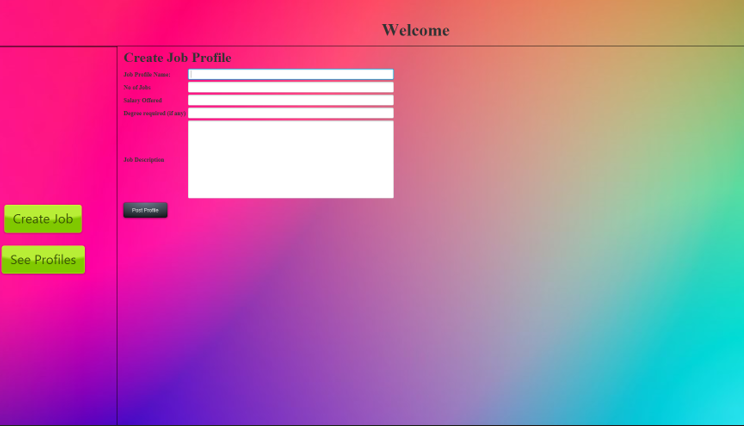 Welcome
Create Job Profile
Job Profile Name:
No of Jobs
Salary Offered
Degree required (if any)
Job Description
Post Profile
Create Job
See Profiles